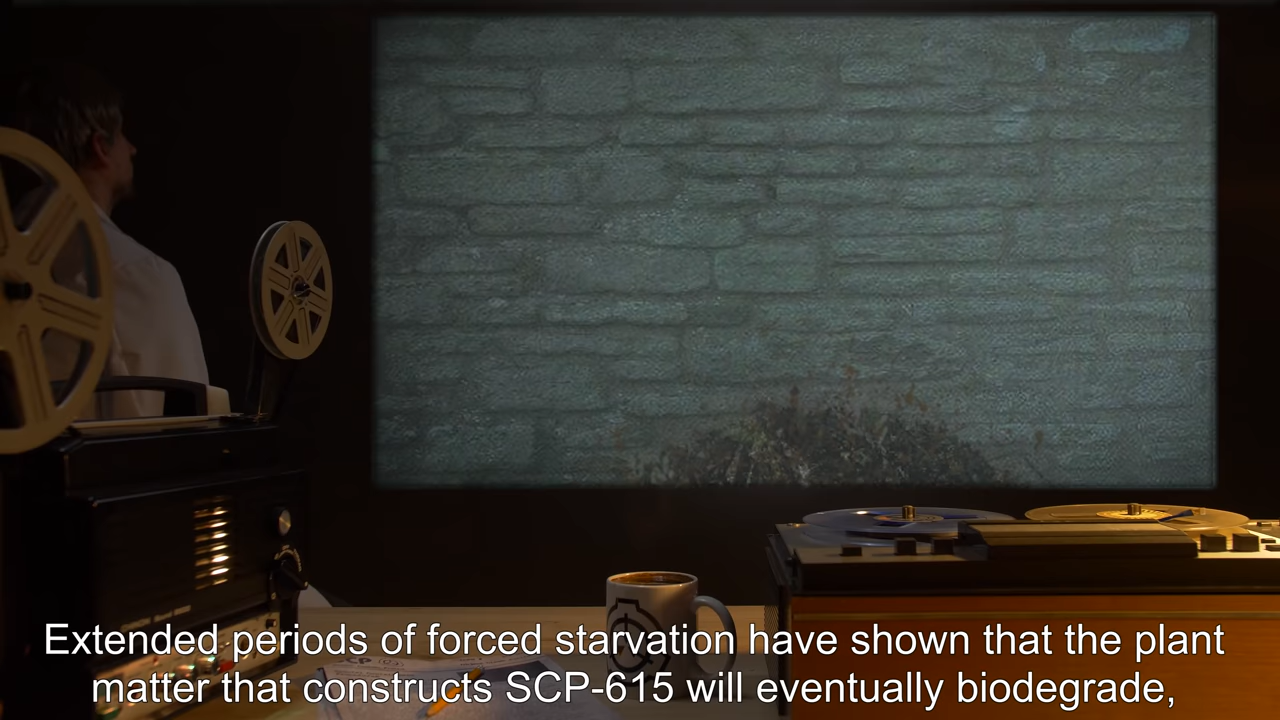 Extended periods of forced starvation have shown that the plant
matter that constructs SCP-615 will eventually biodegrade,